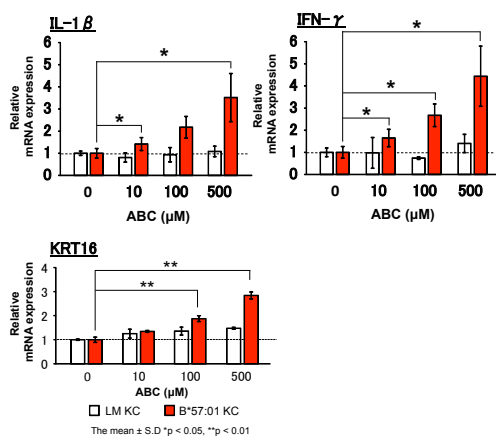 IL-1β
Relative
mRNA expression
6
5
4
3
2
1
0
*
*
0 10 100 500
ABC (μM)
IFN-γ
Relative
mRNA expression
6
5
4
3
2
1
0
*
*
*
0 10 100 500
ABC (μM)
KRT16
Relative
mRNA expression
4
3
2
1
0
**
**
0 10 100 500
ABC (μM)
LM KC B*57:01 KC
The mean ± S.D *p < 0.05, **p < 0.01